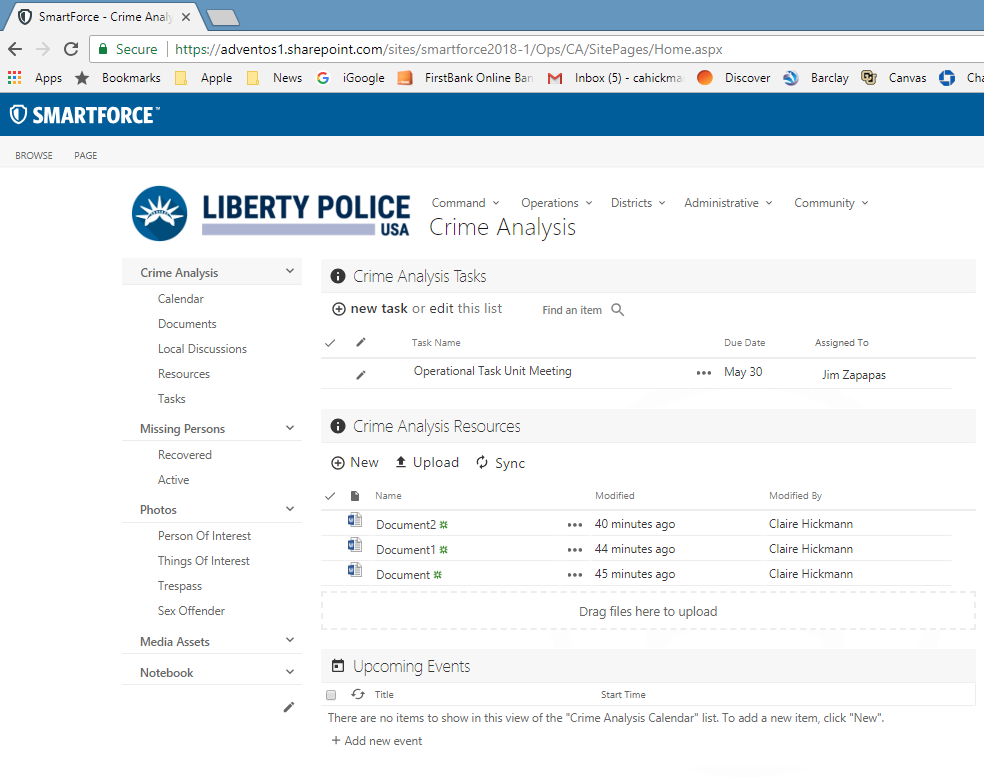 SmartForce - Crime Analy
Secure https://adventos1.sharepoint.com/sites/smartforce2018-1/Ops/CA/SitePages/Home.aspx
Apps Bookmarks Apple News iGoogle FirstBank Online Ban Inbox (5) - cahickma Discover Barclay Canvas Cha
SMARTFORCE™
BROWSE PAGE
LIBERTY POLICE
USA
Command Operations Districts Administrative Community
Crime Analysis
Crime Analysis
Calendar
Documents
Local Discussions
Resources
Tasks
Missing Persons
Recovered
Active
Photos
Person Of Interest
Things Of Interest
Trespass
Sex Offender
Media Assets
Notebook
Crime Analysis Tasks
new task or edit this list Find an item
Task Name Due Date Assigned To
Operational Task Unit Meeting ••• May 30 Jim Zapapas
Crime Analysis Resources
New Upload Sync
Name Modified Modified By
Document2 ••• 40 minutes ago Claire Hickmann
Document1 ••• 44 minutes ago Claire Hickmann
Document ••• 45 minutes ago Claire Hickmann
Drag files here to upload
Upcoming Events
Title Start Time
There are no items to show in this view of the "Crime Analysis Calendar" list. To add a new item, click "New".
+ Add new event